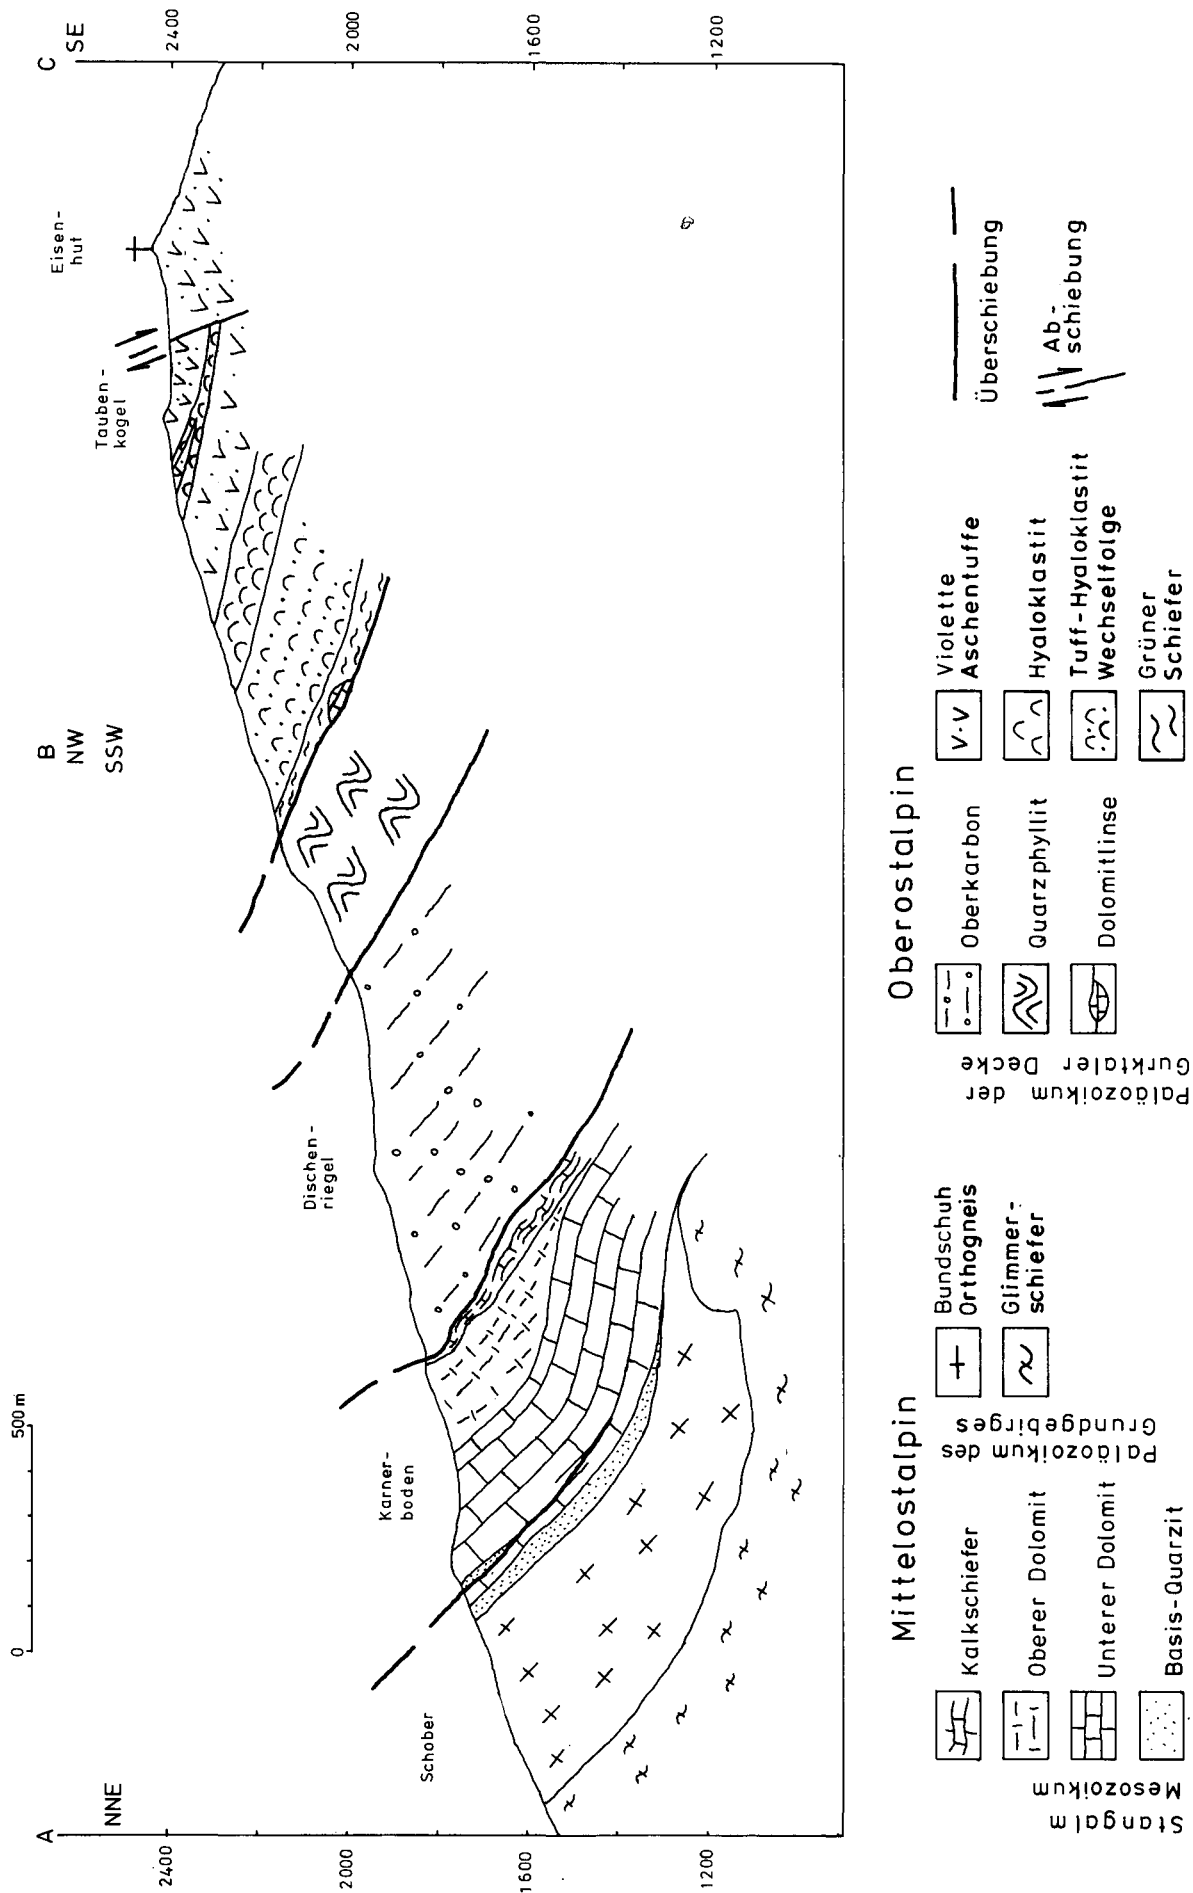 A
NNE
B
NW
SSW
C
SE
0
500 m
2400
2000
1600
1200
2400
2000
1600
1200
Schober
Karner-
boden
Dischen-
riegel
Tauben-
kogel
Eisen-
hut
Mittelostalpin
Stangalm
Mesozoikum
Kalkschiefer
Oberer Dolomit
Unterer Dolomit
Basis-Quarzit
Paläozoikum des
Grundgebirges
Bundschuh
Orthogneis
Glimmer-
schiefer
Oberostalpin
Paläozoikum der
Gurktaler Decke
Oberkarbon
Quarzphyllit
Dolomitlinse
Violette
Aschentuffe
Hyaloklastit
Tuff-Hyaloklastit
Wechselfolge
Grüner
Schiefer
Überschiebung
Ab-
schiebung